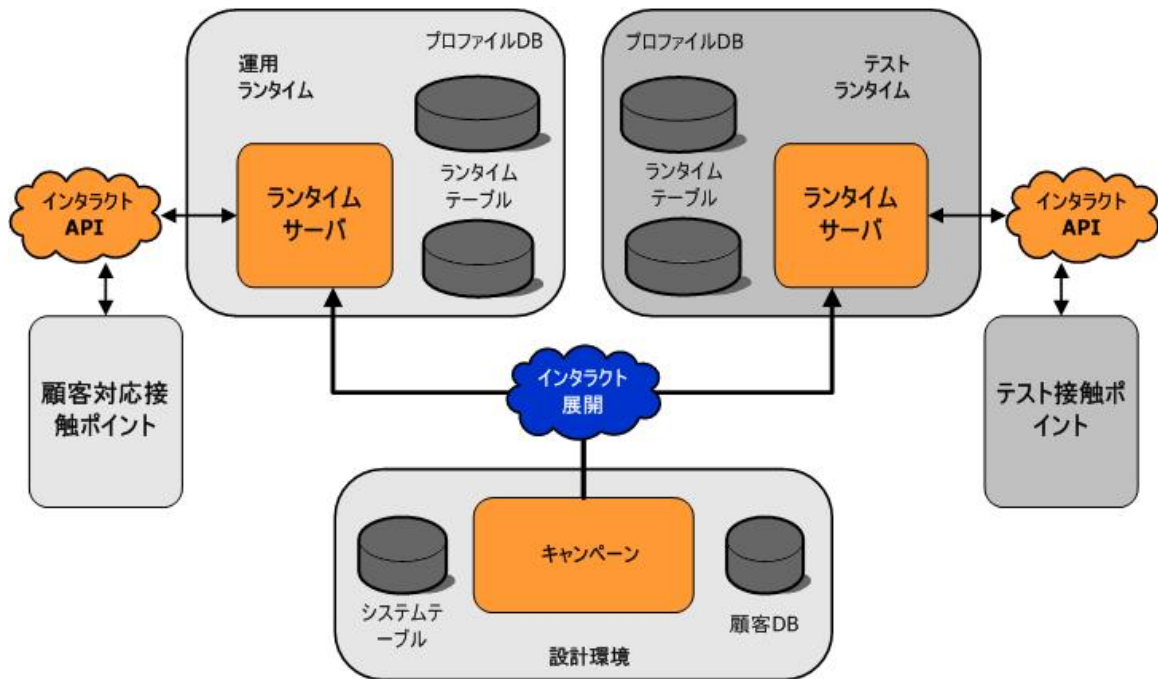 プロファイルDB
運用
ランタイム
ランタイム
サーバ
ランタイム
テーブル
インタラクト
API
顧客対応接
触ポイント
プロファイルDB
テスト
ランタイム
ランタイム
テーブル
ランタイム
サーバ
インタラクト
API
テスト接触ポ
イント
インタラクト
展開
キャンペーン
システムテ
ーブル
顧客DB
設計環境